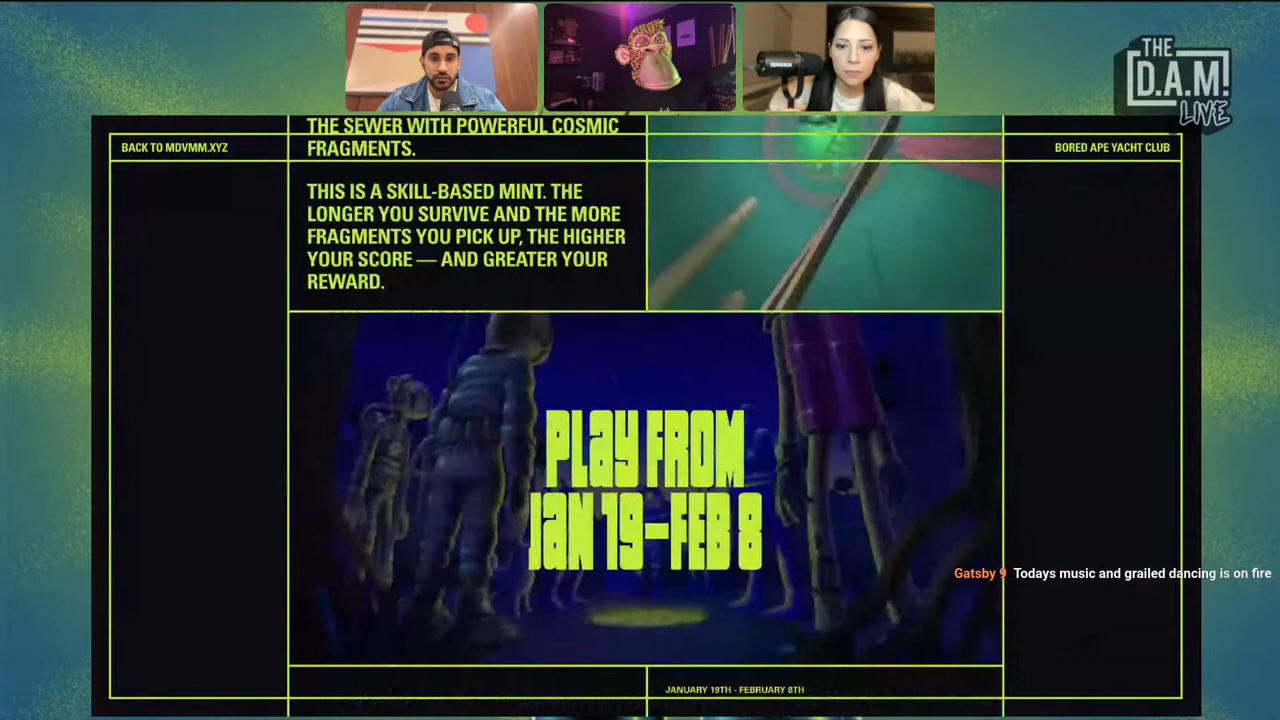 THE
D.A.M!
LIVE
THE SEWER WITH POWERFUL COSMIC
FRAGMENTS.
BACK TO MDVMM.XYZ
BORED APE YACHT CLUB
THIS IS A SKILL-BASED MINT. THE
LONGER YOU SURVIVE AND THE MORE
FRAGMENTS YOU PICK UP, THE HIGHER
YOUR SCORE — AND GREATER YOUR
REWARD.
PLAY FROM
JAN 19–FEB 8
Gatsby 9 Todays music and grailed dancing is on fire
JANUARY 19TH - FEBRUARY 8TH